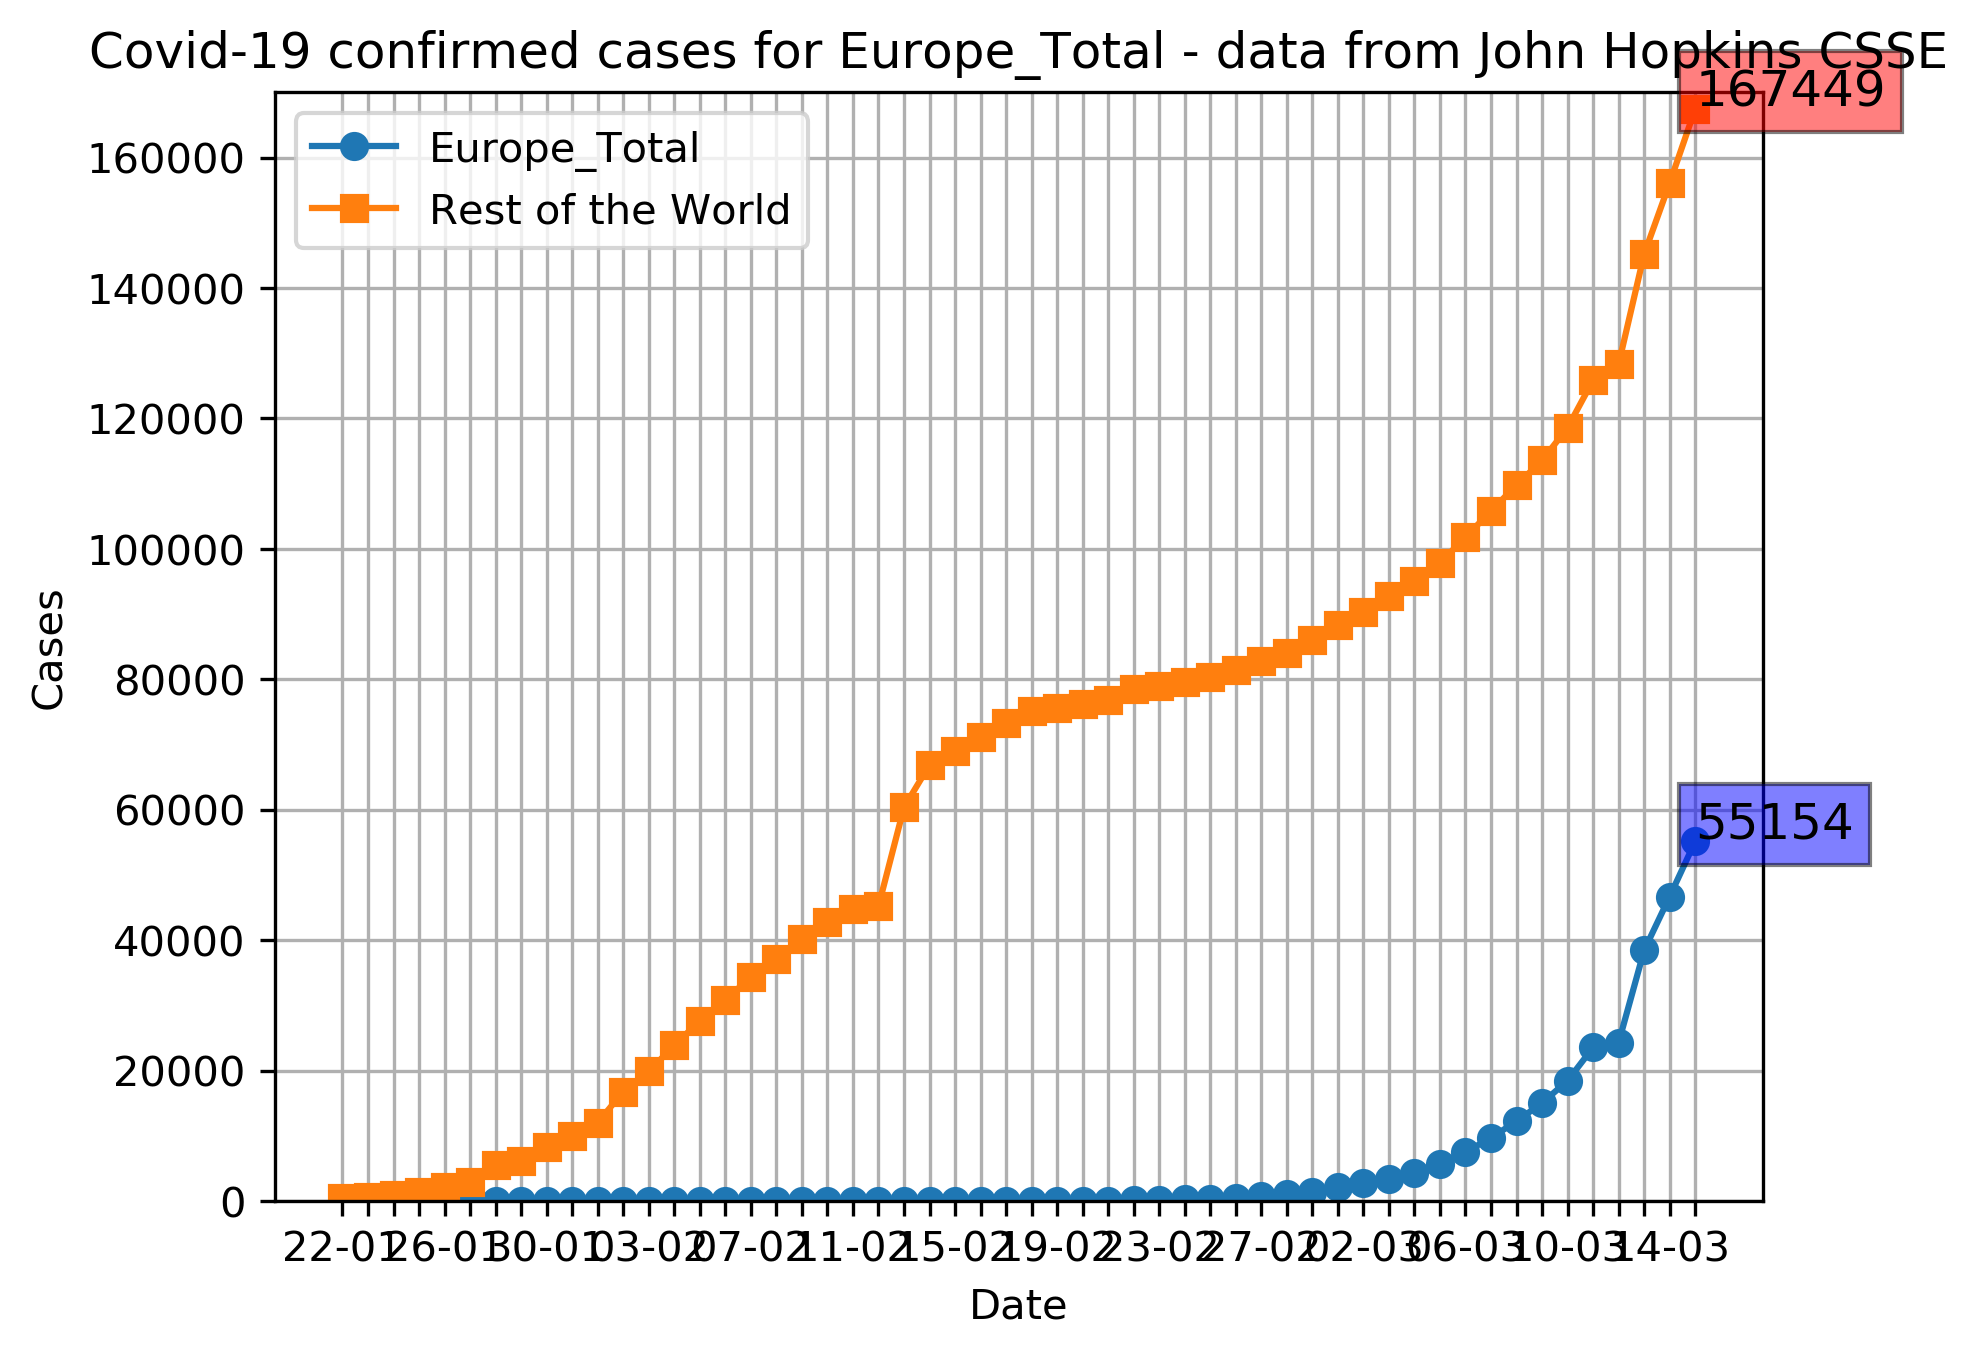 Covid-19 confirmed cases for Europe_Total - data from John Hopkins CSSE
167449
Europe_Total
Rest of the World
160000
140000
120000
100000
80000
60000
40000
20000
0
55154
Cases
22-01 26-01 30-01 03-02 07-02 11-02 15-02 19-02 23-02 27-02 02-03 06-03 10-03 14-03
Date